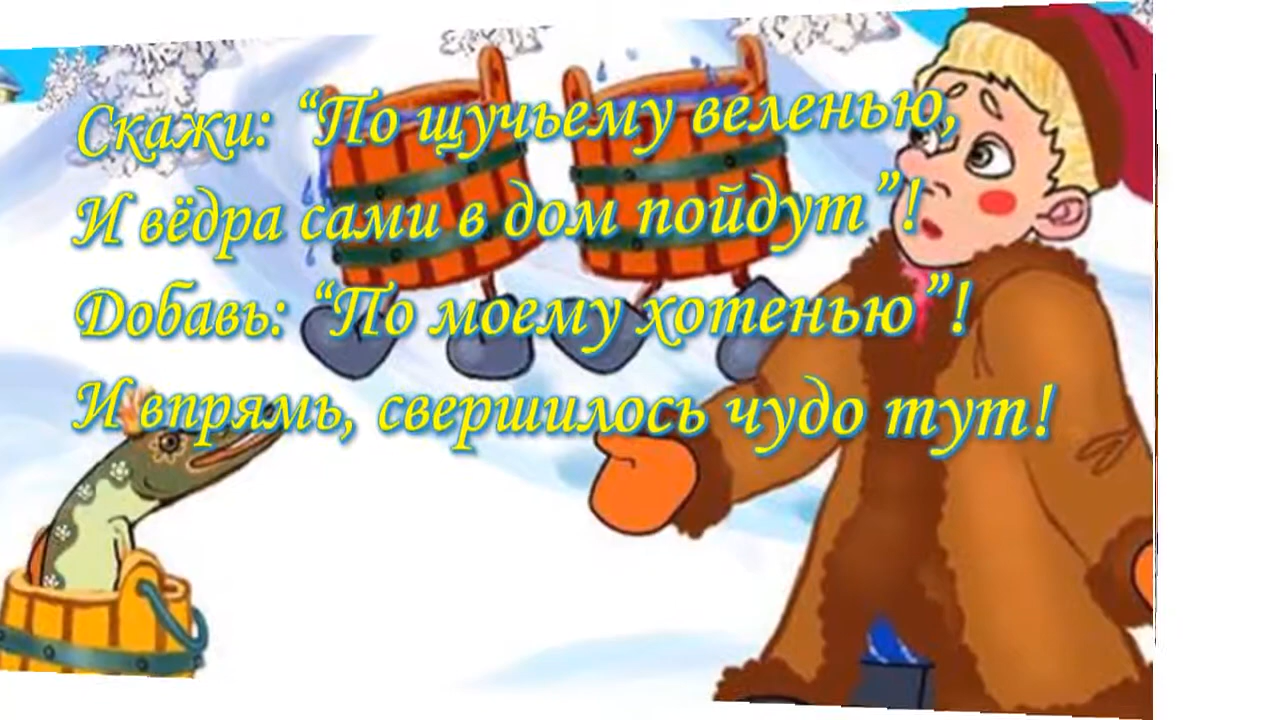 Скажи: “По щучьему веленью,
И вёдра сами в дом пойдут”!
Добавь: “По моему хотенью”!
И впрямь, свершилось чудо тут!